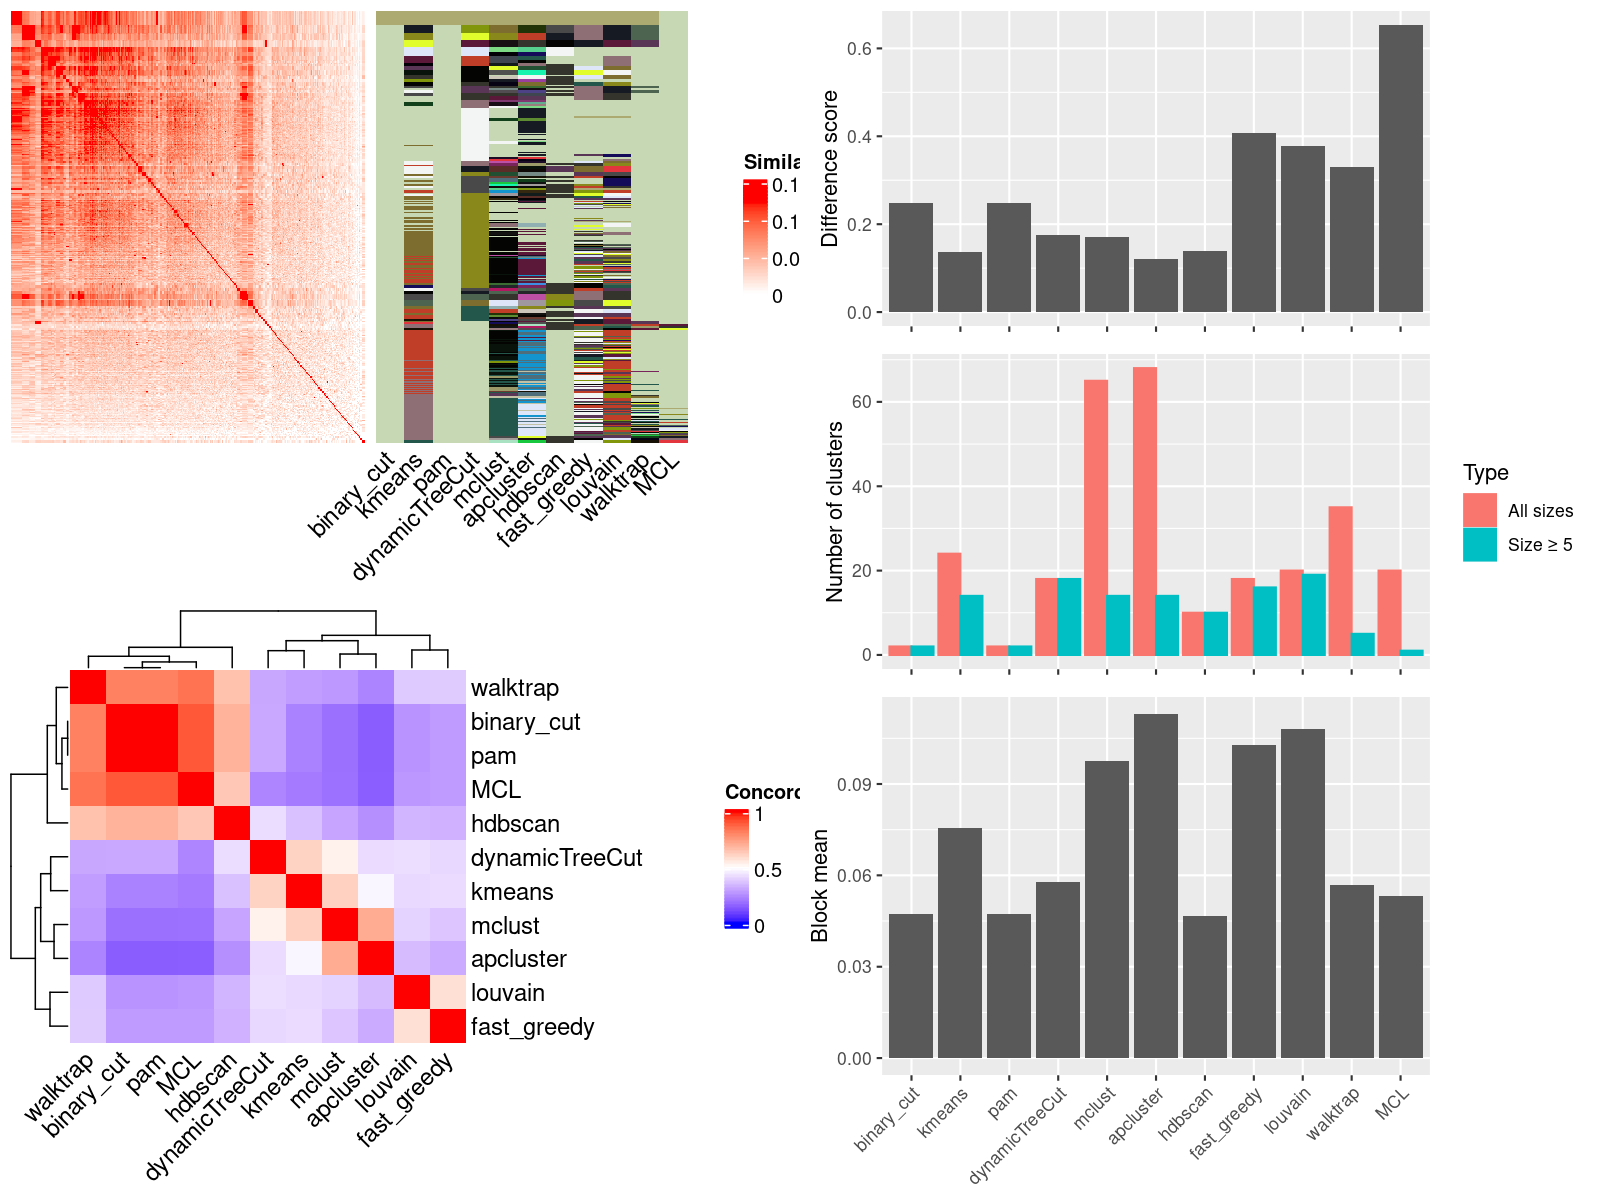 Simila
0.1
0.1
0.0
0
binary_cut
kmeans
pam
dynamicTreeCut
mclust
apcluster
hdbscan
fast_greedy
louvain
walktrap
MCL
walktrap
binary_cut
pam
MCL
hdbscan
dynamicTreeCut
kmeans
mclust
apcluster
louvain
fast_greedy
walktrap
binary_cut
pam
MCL
hdbscan
dynamicTreeCut
kmeans
mclust
apcluster
louvain
fast_greedy
Concord
1
0.5
0
Difference score
0.6
0.4
0.2
0.0
Number of clusters
60
40
20
0
Type
All sizes
Size ≥ 5
Block mean
0.09
0.06
0.03
0.00
binary_cut
kmeans
pam
dynamicTreeCut
mclust
apcluster
hdbscan
fast_greedy
louvain
walktrap
MCL